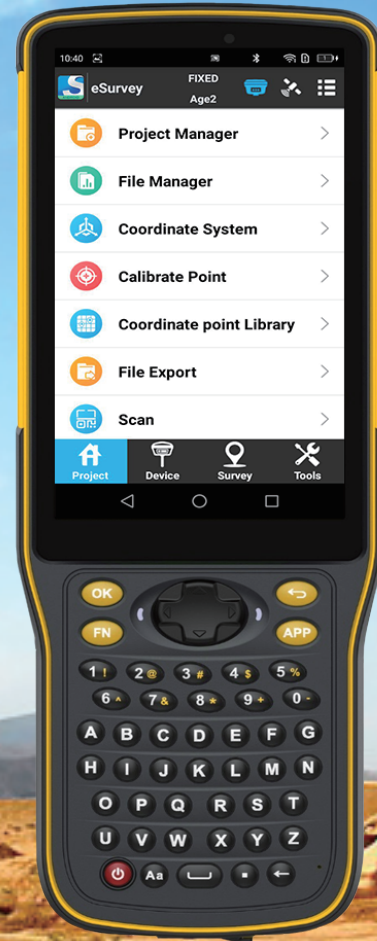 10:40
eSurvey
FIXED
Age2
Project Manager
File Manager
Coordinate System
Calibrate Point
Coordinate point Library
File Export
Scan
Project Device Survey Tools
OK
FN APP
1 ! 2 @ 3 # 4 $ 5 %
6 ^ 7 & 8 * 9 + 0 -
A B C D E F G
H I J K L M N
O P Q R S T
U V W X Y Z
Aa